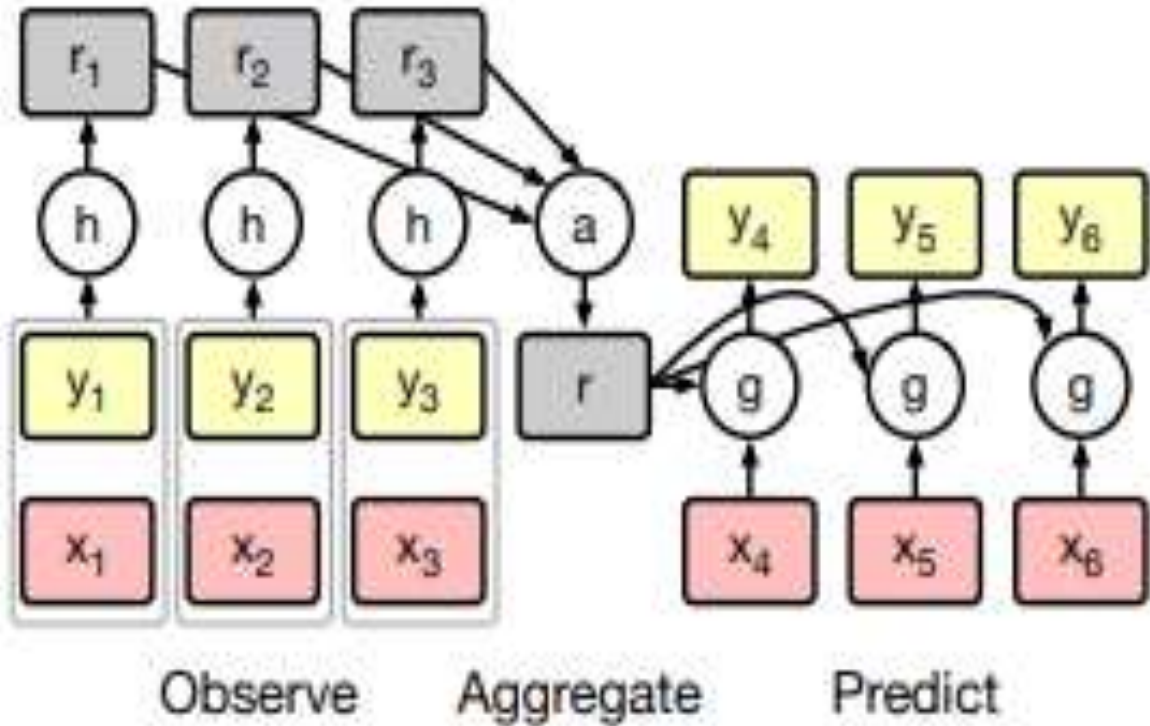 r₁ r₂ r₃
h h h a y₄ y₅ y₆
y₁ y₂ y₃ r g g g
x₁ x₂ x₃ x₄ x₅ x₆
Observe Aggregate Predict